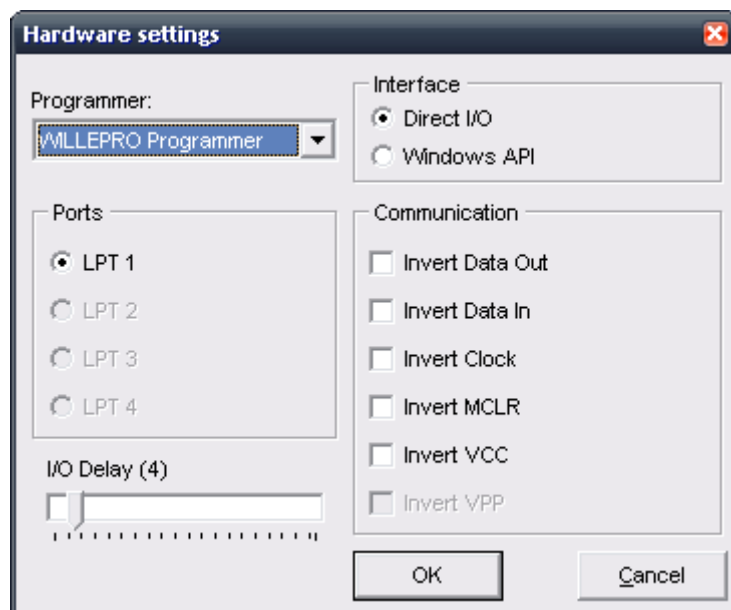 Hardware settings
Programmer:
WILLEPRO Programmer
Interface
Direct I/O
Windows API
Ports
LPT 1
LPT 2
LPT 3
LPT 4
Communication
Invert Data Out
Invert Data In
Invert Clock
Invert MCLR
Invert VCC
Invert VPP
I/O Delay (4)
OK
Cancel